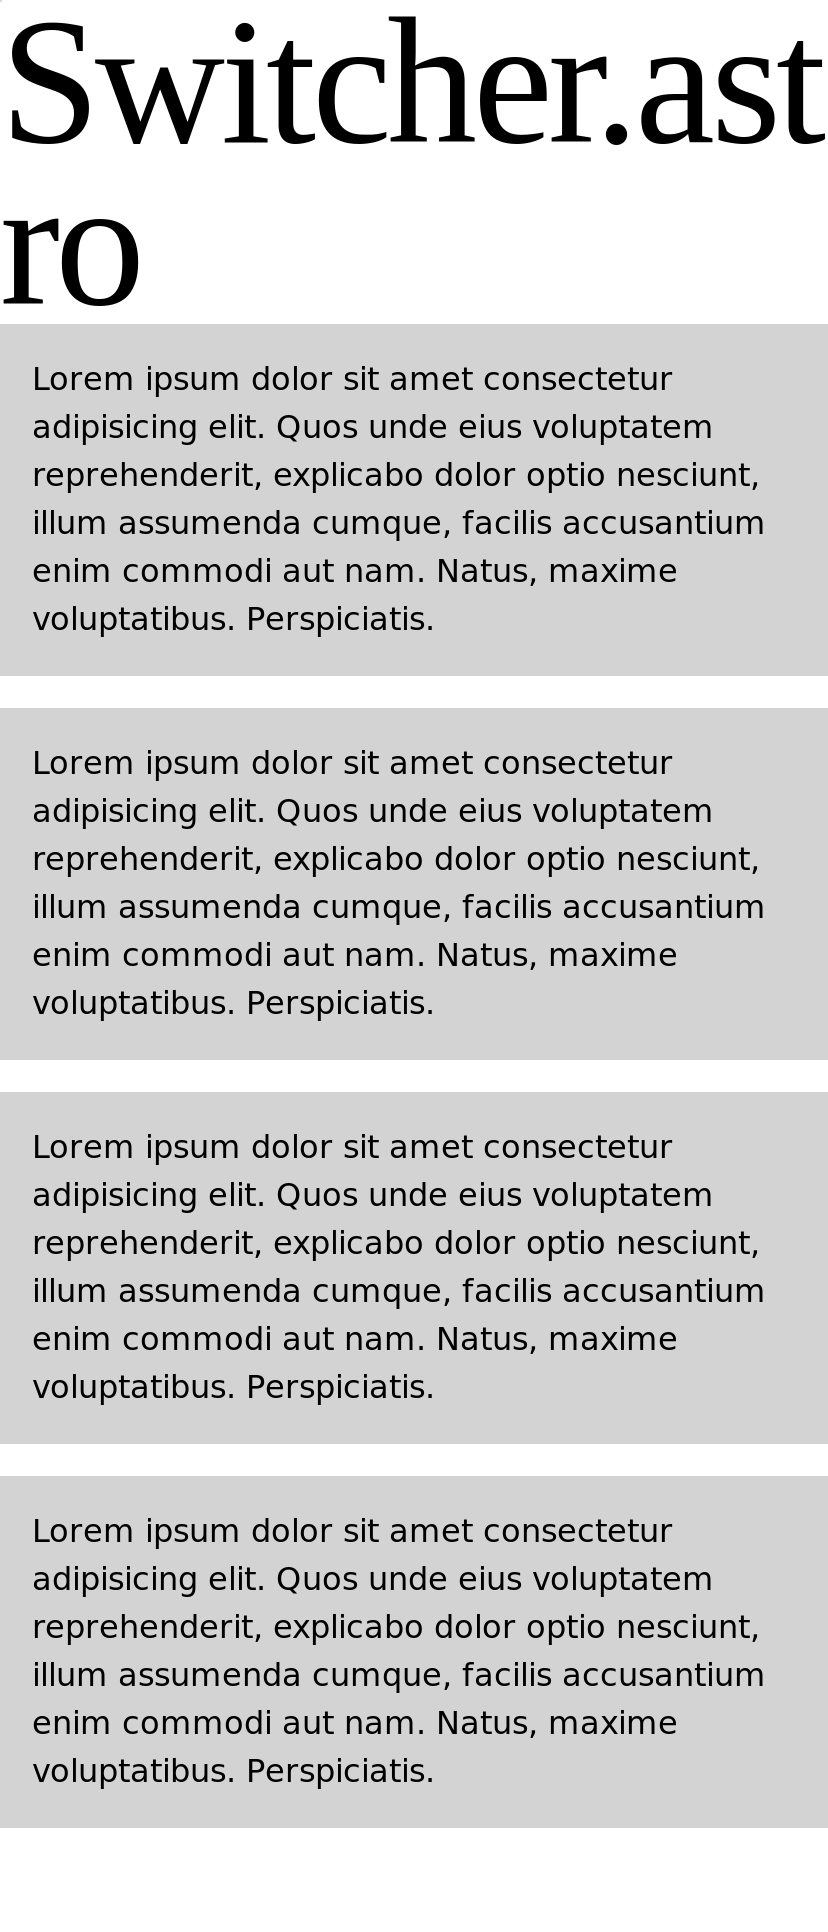 Switcher.ast
ro
Lorem ipsum dolor sit amet consectetur
adipisicing elit. Quos unde eius voluptatem
reprehenderit, explicabo dolor optio nesciunt,
illum assumenda cumque, facilis accusantium
enim commodi aut nam. Natus, maxime
voluptatibus. Perspiciatis.
Lorem ipsum dolor sit amet consectetur
adipisicing elit. Quos unde eius voluptatem
reprehenderit, explicabo dolor optio nesciunt,
illum assumenda cumque, facilis accusantium
enim commodi aut nam. Natus, maxime
voluptatibus. Perspiciatis.
Lorem ipsum dolor sit amet consectetur
adipisicing elit. Quos unde eius voluptatem
reprehenderit, explicabo dolor optio nesciunt,
illum assumenda cumque, facilis accusantium
enim commodi aut nam. Natus, maxime
voluptatibus. Perspiciatis.
Lorem ipsum dolor sit amet consectetur
adipisicing elit. Quos unde eius voluptatem
reprehenderit, explicabo dolor optio nesciunt,
illum assumenda cumque, facilis accusantium
enim commodi aut nam. Natus, maxime
voluptatibus. Perspiciatis.